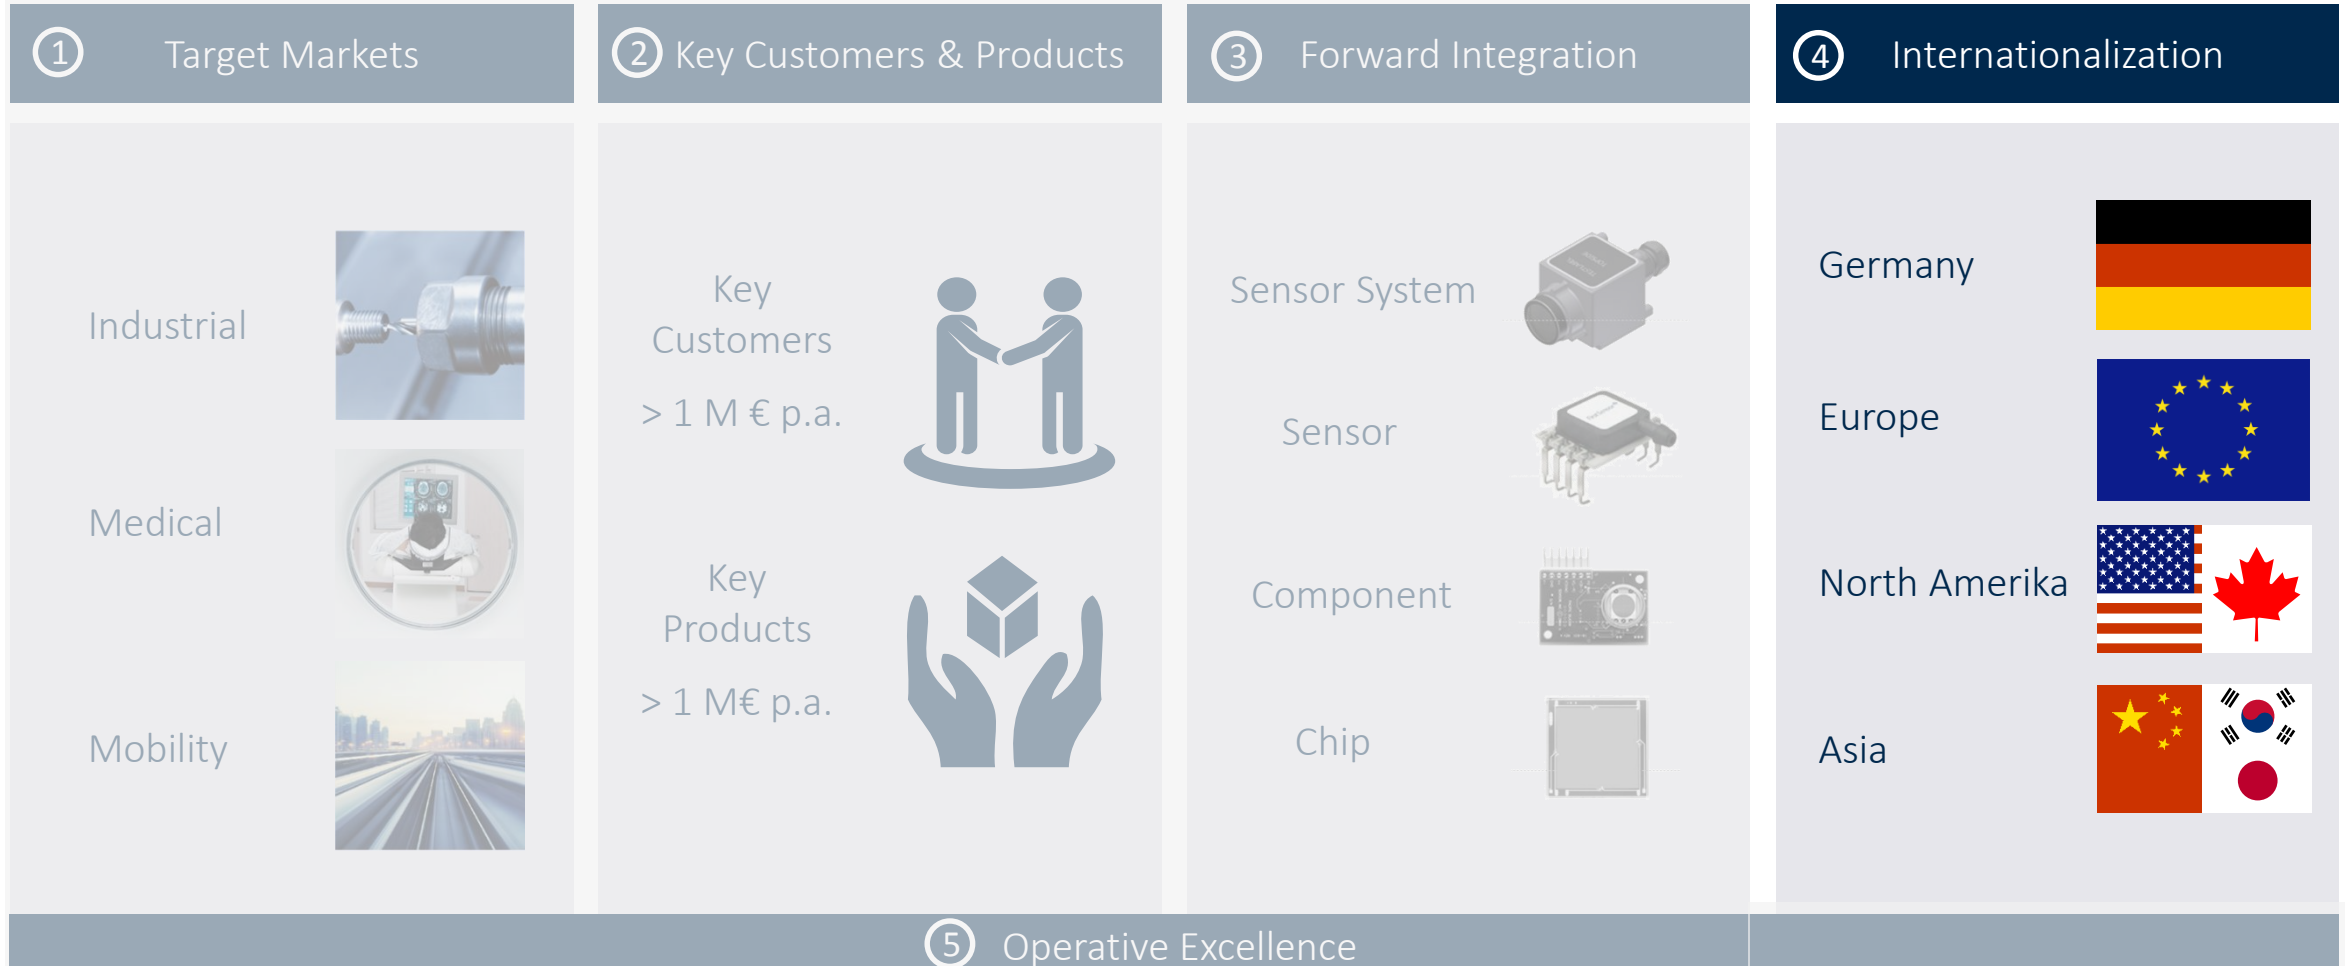 1 Target Markets
Industrial
Medical
Mobility
2 Key Customers & Products
Key
Customers
> 1 M € p.a.
Key
Products
> 1 M€ p.a.
3 Forward Integration
Sensor System
Sensor
Component
Chip
4 Internationalization
Germany
Europe
North Amerika
Asia
5 Operative Excellence